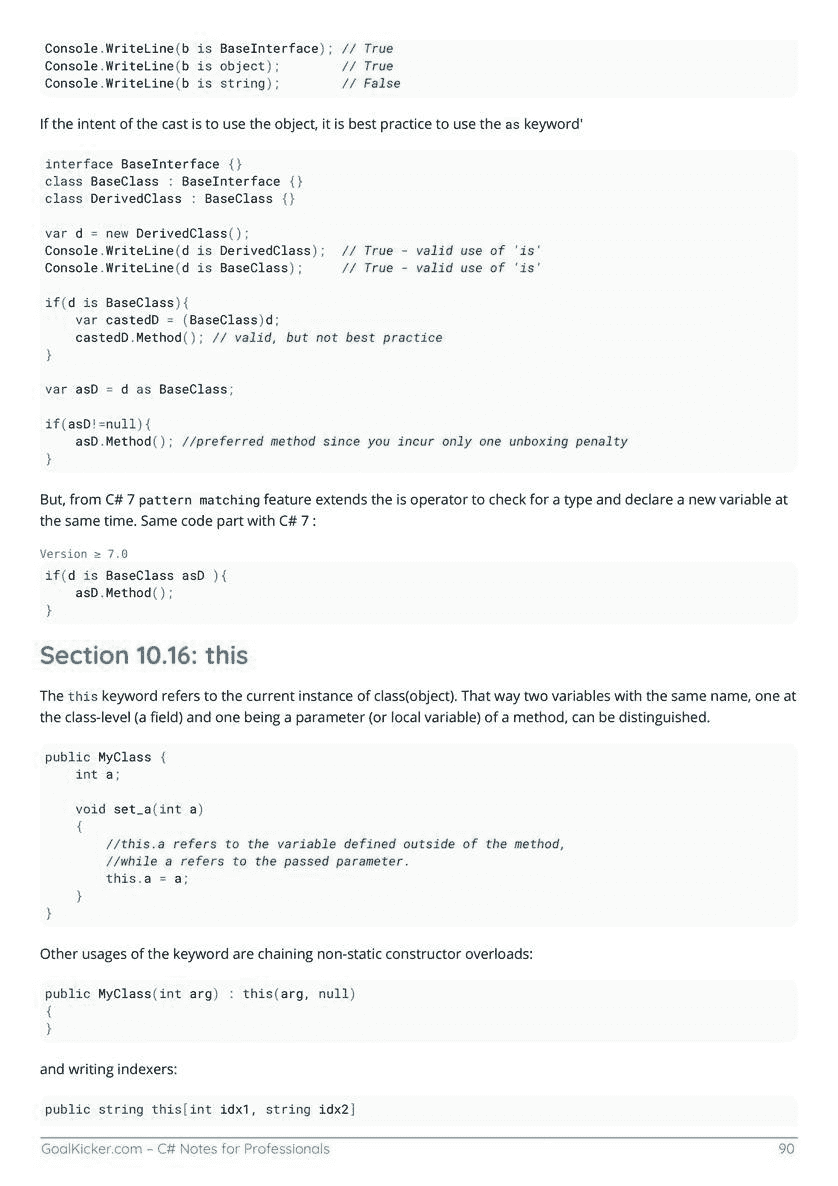 Console.WriteLine(b is BaseInterface); // True
Console.WriteLine(b is object);        // True
Console.WriteLine(b is string);        // False
If the intent of the cast is to use the object, it is best practice to use the as keyword'
interface BaseInterface {}
class BaseClass : BaseInterface {}
class DerivedClass : BaseClass {}
var d = new DerivedClass();
Console.WriteLine(d is DerivedClass);  // True - valid use of 'is'
Console.WriteLine(d is BaseClass);     // True - valid use of 'is'
if(d is BaseClass){
    var castedD = (BaseClass)d;
    castedD.Method(); // valid, but not best practice
}
var asD = d as BaseClass;
if(asD!=null){
    asD.Method(); //preferred method since you incur only one unboxing penalty
}
But, from C# 7 pattern matching feature extends the is operator to check for a type and declare a new variable at
the same time. Same code part with C# 7 :
Version ≥ 7.0
if(d is BaseClass asD ){
    asD.Method();
}
Section 10.16: this
The this keyword refers to the current instance of class(object). That way two variables with the same name, one at
the class-level (a field) and one being a parameter (or local variable) of a method, can be distinguished.
public MyClass {
    int a;
    void set_a(int a)
    {
        //this.a refers to the variable defined outside of the method,
        //while a refers to the passed parameter.
        this.a = a;
    }
}
Other usages of the keyword are chaining non-static constructor overloads:
public MyClass(int arg) : this(arg, null)
{
}
and writing indexers:
public string this[int idx1, string idx2]
GoalKicker.com – C# Notes for Professionals 90